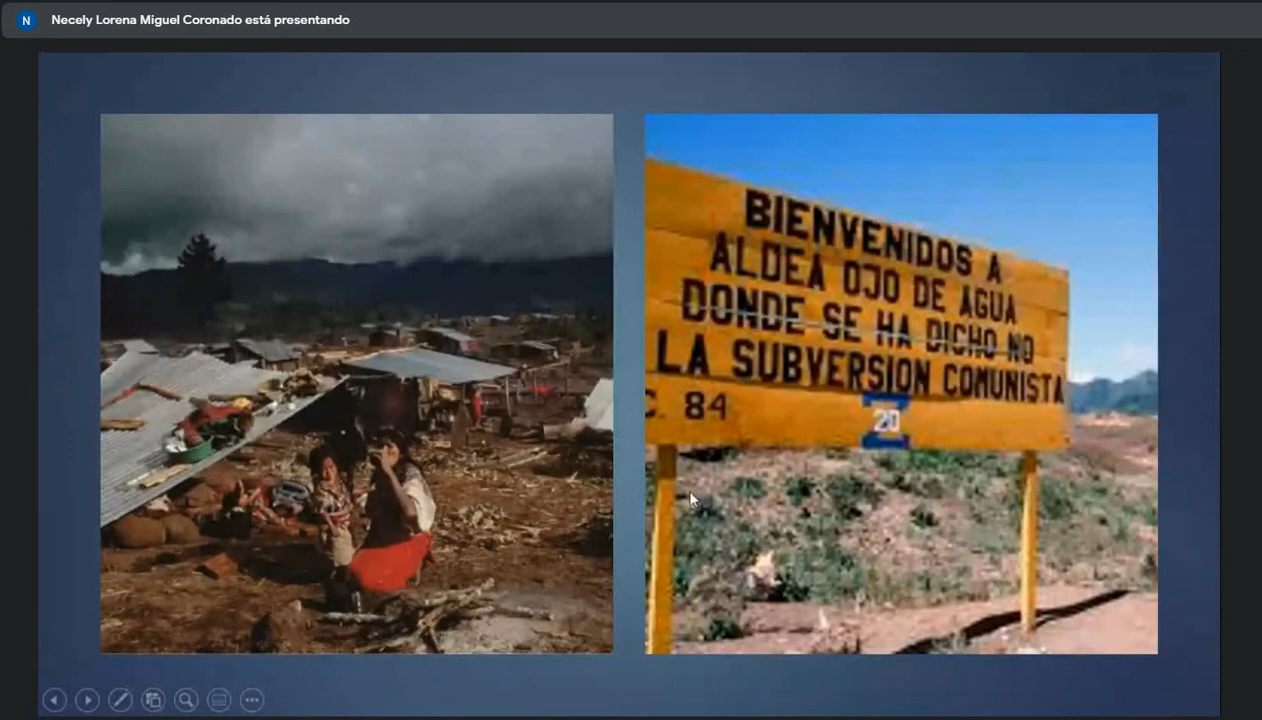 N Necely Lorena Miguel Coronado está presentando
BIENVENIDOS A
ALDEA OJO DE AGUA
DONDE SE HA DICHO NO
LA SUBVERSION COMUNISTA
C. 84
20